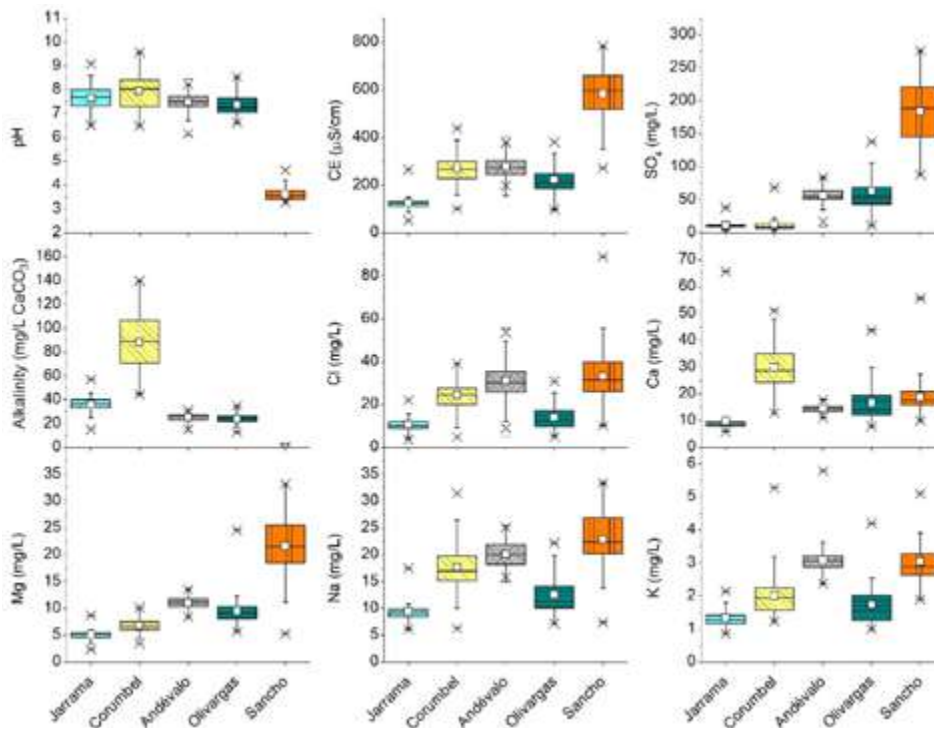 11
10
9
8
7
6
5
4
3
2
pH
800
600
400
200
0
CE (µS/cm)
300
250
200
150
100
50
0
SO4 (mg/L)
160
140
120
100
80
60
40
20
0
Alkalinity (mg/L CaCO3)
80
60
40
20
0
Cl (mg/L)
70
60
50
40
30
20
10
0
Ca (mg/L)
35
30
25
20
15
10
5
0
Mg (mg/L)
35
30
25
20
15
10
5
0
Na (mg/L)
6
5
4
3
2
1
0
K (mg/L)
Jarrama
Corumbel
Andévalo
Olivargas
Sancho
Jarrama
Corumbel
Andévalo
Olivargas
Sancho
Jarrama
Corumbel
Andévalo
Olivargas
Sancho